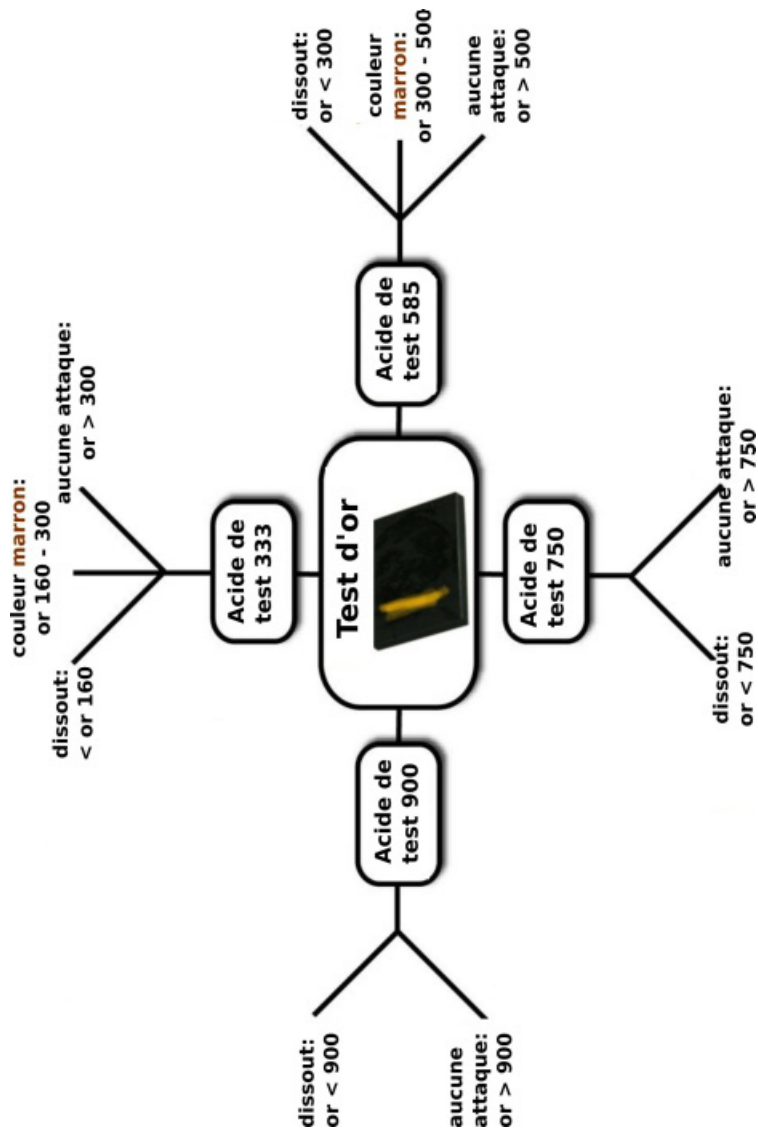 couleur marron:
or 160 - 300
dissout:
< or 160
aucune attaque:
or > 300
Acide de
test 333
dissout:
or < 900
aucune
attaque:
or > 900
Acide de
test 900
Test d'or
Acide de
test 585
dissout:
or < 300
couleur
marron:
or 300 - 500
aucune
attaque:
or > 500
Acide de
test 750
dissout:
or < 750
aucune attaque:
or > 750